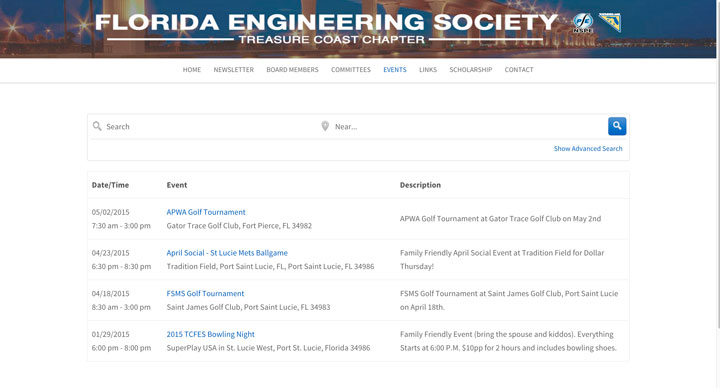 FLORIDA ENGINEERING SOCIETY
TREASURE COAST CHAPTER
NSPE
HOME NEWSLETTER BOARD MEMBERS COMMITTEES EVENTS LINKS SCHOLARSHIP CONTACT
Search Near...
Show Advanced Search
Date/Time Event Description
05/02/2015 APWA Golf Tournament
7:30 am - 3:00 pm Gator Trace Golf Club, Fort Pierce, FL 34982
APWA Golf Tournament at Gator Trace Golf Club on May 2nd
04/23/2015 April Social - St Lucie Mets Ballgame Family Friendly April Social Event at Tradition Field for Dollar
6:30 pm - 8:30 pm Tradition Field, Port Saint Lucie, FL, Port Saint Lucie, FL 34986 Thursday!
04/18/2015 FSMS Golf Tournament FSMS Golf Tournament at Saint James Golf Club, Port Saint Lucie
8:30 am - 3:00 pm Saint James Golf Club, Port Saint Lucie, FL 34983 on April 18th.
01/29/2015 2015 TCFES Bowling Night Family Friendly Event (bring the spouse and kiddos). Everything
6:00 pm - 8:00 pm SuperPlay USA in St. Lucie West, Port St. Lucie, Florida 34986 Starts at 6:00 P.M. $10pp for 2 hours and includes bowling shoes.